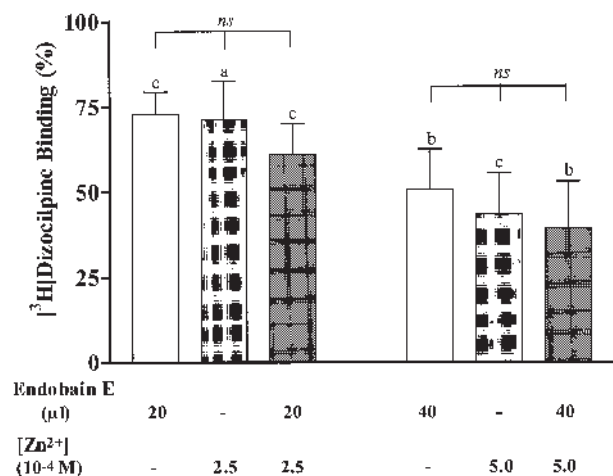 [³H]Dizocilpine Binding (%)
100
75
50
25
0
ns
ns
c
a
c
b
c
b
Endobain E
(µl) 20 - 20 40 - 40
[Zn²⁺]
(10⁻⁴ M) - 2.5 2.5 - 5.0 5.0